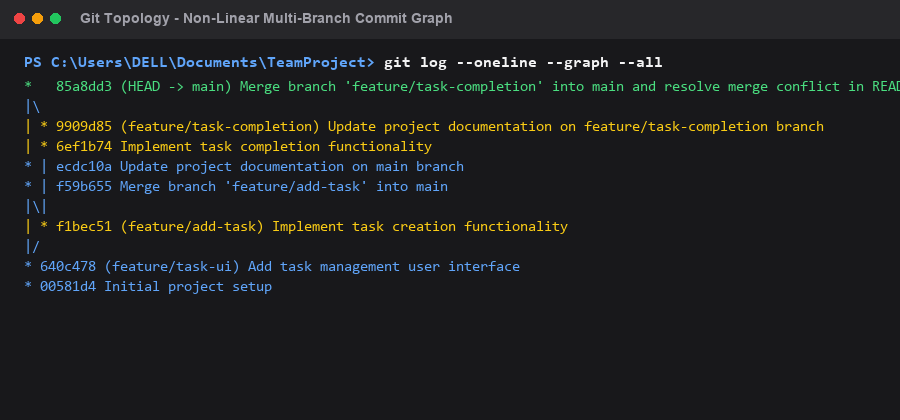 Git Topology - Non-Linear Multi-Branch Commit Graph
PS C:\Users\DELL\Documents\TeamProject> git log --oneline --graph --all
*   85a8dd3 (HEAD -> main) Merge branch 'feature/task-completion' into main and resolve merge conflict in READ
|\
| * 9909d85 (feature/task-completion) Update project documentation on feature/task-completion branch
| * 6ef1b74 Implement task completion functionality
* | ecdc10a Update project documentation on main branch
* | f59b655 Merge branch 'feature/add-task' into main
|\|
| * f1bec51 (feature/add-task) Implement task creation functionality
|/
* 640c478 (feature/task-ui) Add task management user interface
* 00581d4 Initial project setup